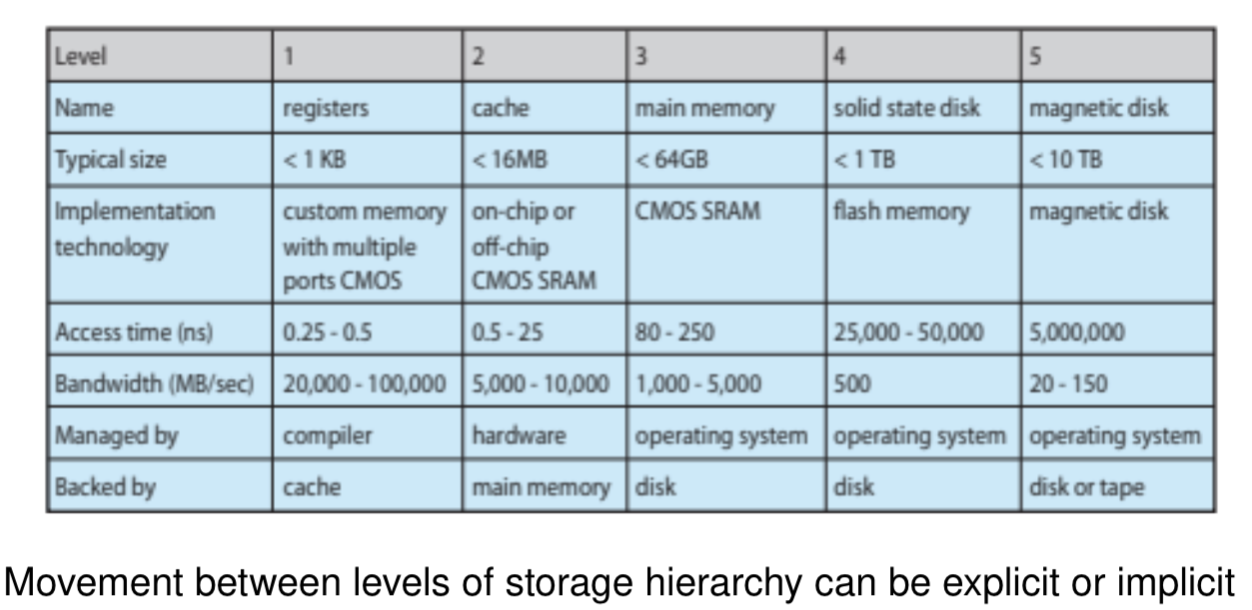 Level 1 2 3 4 5
Name registers cache main memory solid state disk magnetic disk
Typical size < 1 KB < 16MB < 64GB < 1 TB < 10 TB
Implementation custom memory on-chip or CMOS SRAM flash memory magnetic disk
technology with multiple off-chip
ports CMOS CMOS SRAM
Access time (ns) 0.25 - 0.5 0.5 - 25 80 - 250 25,000 - 50,000 5,000,000
Bandwidth (MB/sec) 20,000 - 100,000 5,000 - 10,000 1,000 - 5,000 500 20 - 150
Managed by compiler hardware operating system operating system operating system
Backed by cache main memory disk disk disk or tape
Movement between levels of storage hierarchy can be explicit or implicit